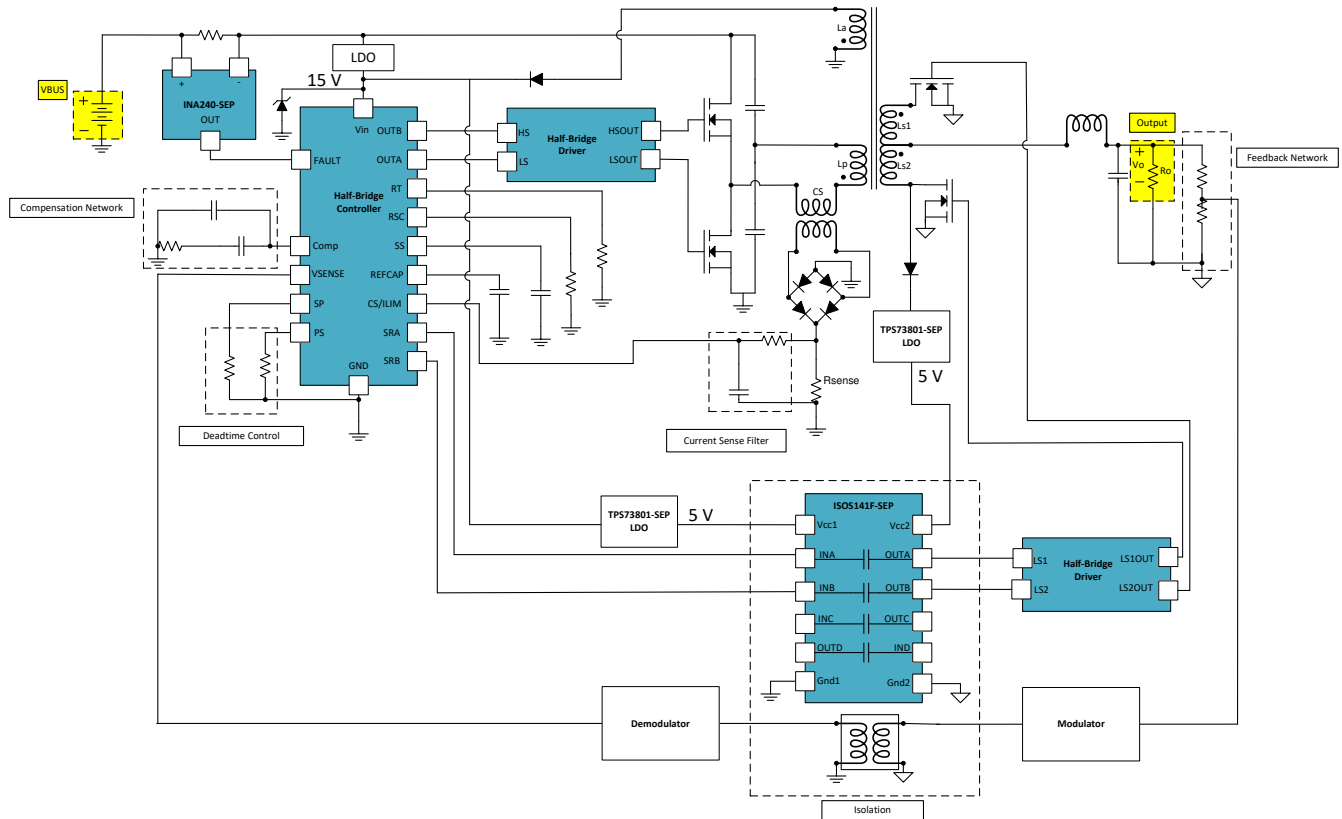 La
LDO
15 V
VBUS
+
−
+
-
INA240-SEP
OUT
Vin
OUTB
OUTA
FAULT
RT
Half-Bridge
Controller
RSC
SS
Comp
REFCAP
VSENSE
CS/ILIM
SP
SRA
PS
SRB
GND
HS
LS
Half-Bridge
Driver
HSOUT
LSOUT
Compensation Network
Deadtime Control
Lp
Ls1
Ls2
CS
Output
+
Vo
−
Ro
Feedback Network
TPS73801-SEP
LDO
5 V
Rsense
Current Sense Filter
TPS73801-SEP
LDO
5 V
ISOS141F-SEP
Vcc1
Vcc2
INA
OUTA
INB
OUTB
INC
OUTC
OUTD
IND
Gnd1
Gnd2
LS1
LS2
Half-Bridge
Driver
LS1OUT
LS2OUT
Demodulator
Modulator
Isolation